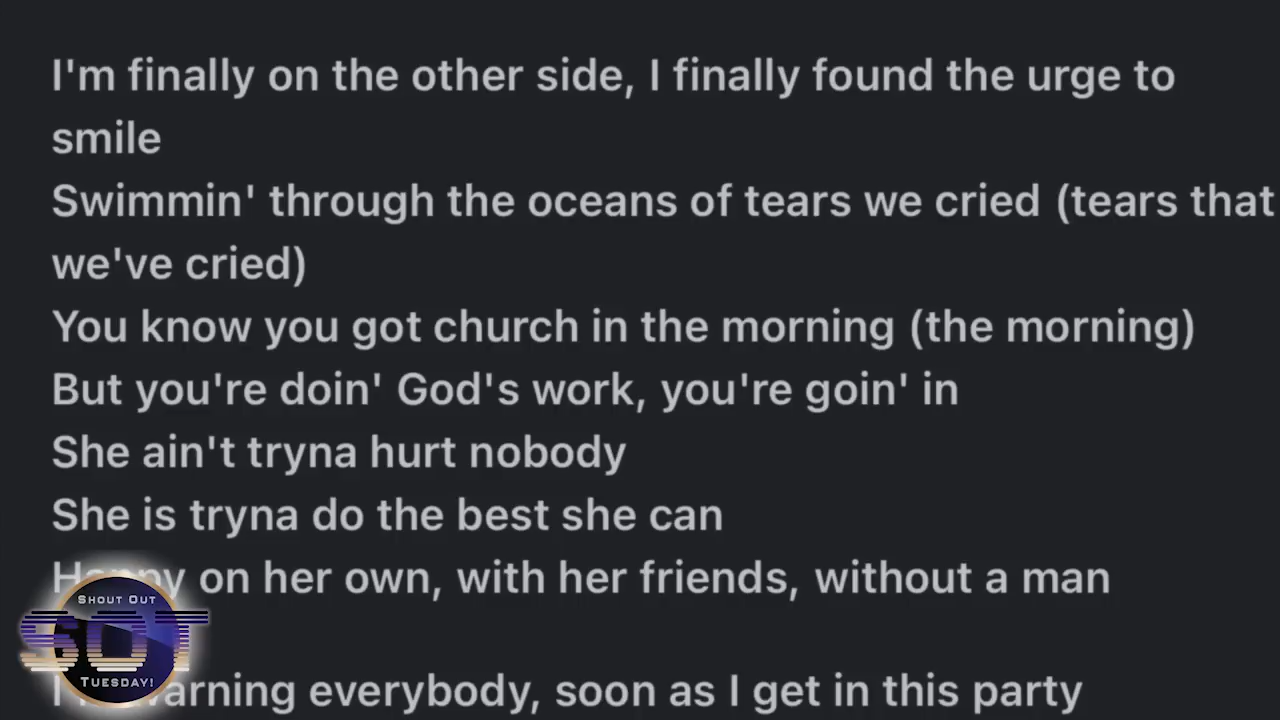 I'm finally on the other side, I finally found the urge to
smile
Swimmin' through the oceans of tears we cried (tears that
we've cried)
You know you got church in the morning (the morning)
But you're doin' God's work, you're goin' in
She ain't tryna hurt nobody
She is tryna do the best she can
Happy on her own, with her friends, without a man
warning everybody, soon as I get in this party
SHOUT OUT
SOT
TUESDAY!